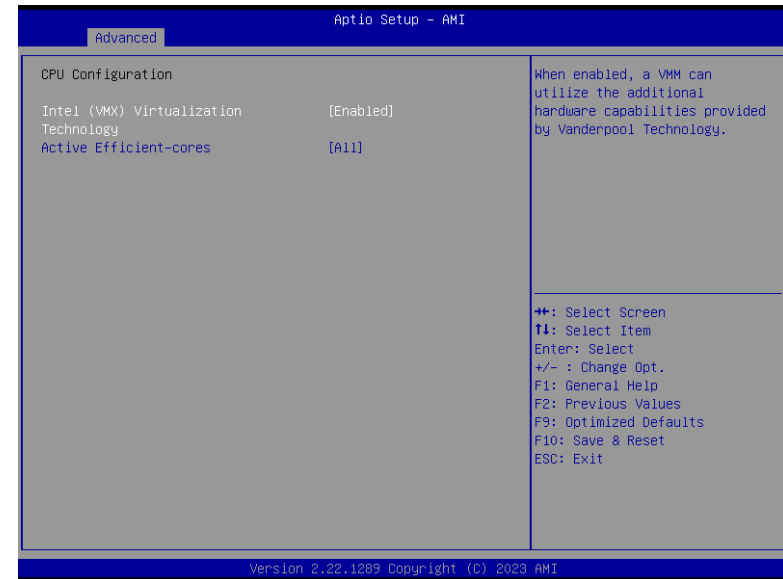 Aptio Setup - AMI
Advanced
CPU Configuration
Intel (VMX) Virtualization [Enabled]
Technology
Active Efficient-cores [All]
When enabled, a VMM can
utilize the additional
hardware capabilities provided
by Vanderpool Technology.
→←: Select Screen
↑↓: Select Item
Enter: Select
+/- : Change Opt.
F1: General Help
F2: Previous Values
F9: Optimized Defaults
F10: Save & Reset
ESC: Exit
Version 2.22.1289 Copyright (C) 2023 AMI